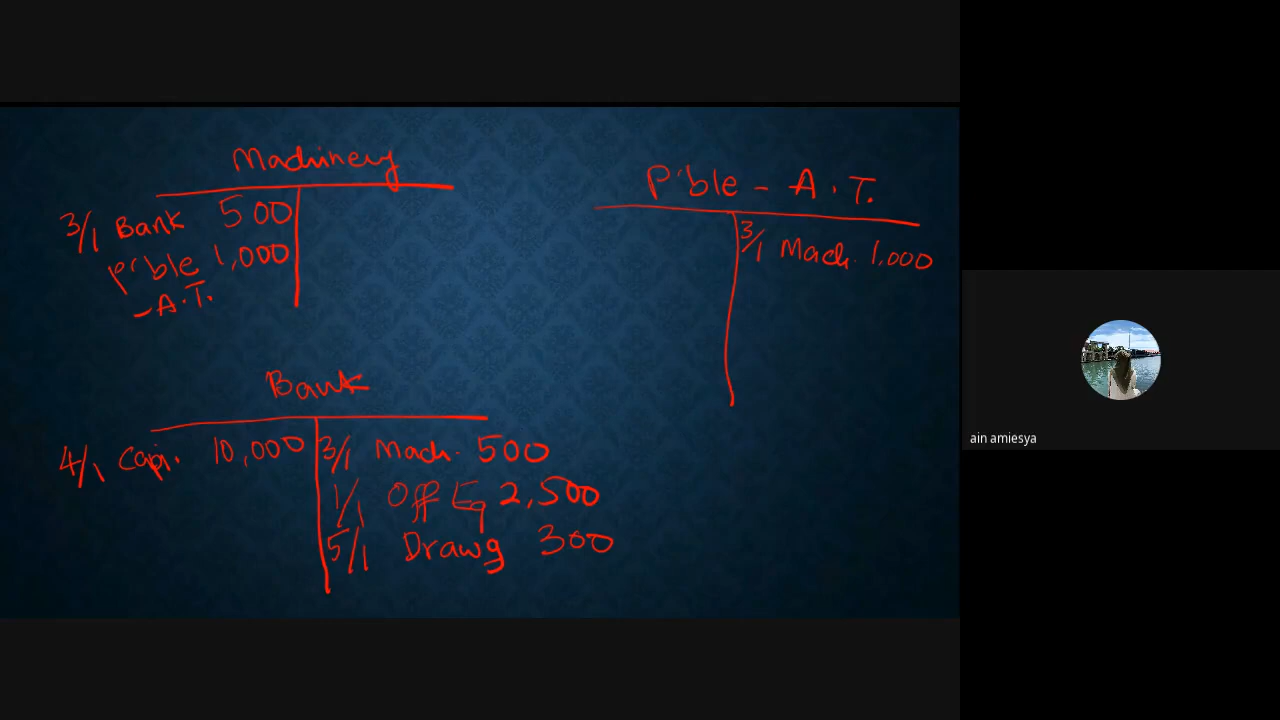 Machinery
3/1 Bank 500
P'ble 1,000
- A.T.
P'ble - A.T.
3/1 Mach. 1,000
Bank
4/1 Capi. 10,000
3/1 Mach. 500
1/1 Off Eq 2,500
5/1 Drawg 300
ain amiesya